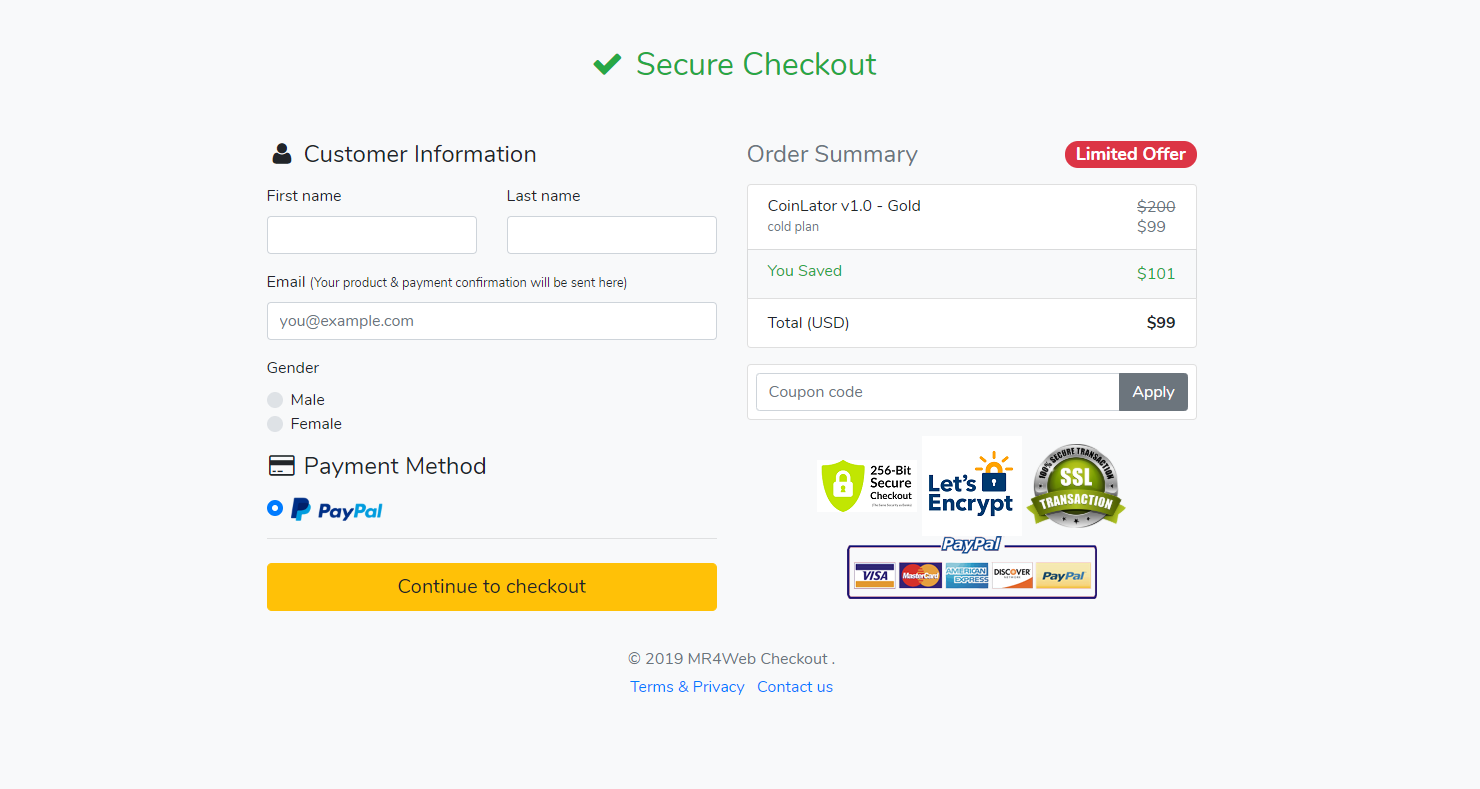 Secure Checkout
Customer Information
First name
Last name
Email (Your product & payment confirmation will be sent here)
you@example.com
Gender
Male
Female
Payment Method
PayPal
Continue to checkout
Order Summary
Limited Offer
CoinLator v1.0 - Gold
$200
cold plan
$99
You Saved
$101
Total (USD)
$99
Coupon code
Apply
256-Bit
Secure
Checkout
Let's
Encrypt
100% SECURE TRANSACTION
SSL
TRANSACTION
PayPal
VISA
MasterCard
AMERICAN
EXPRESS
DISCOVER
NETWORK
PayPal
© 2019 MR4Web Checkout .
Terms & Privacy
Contact us